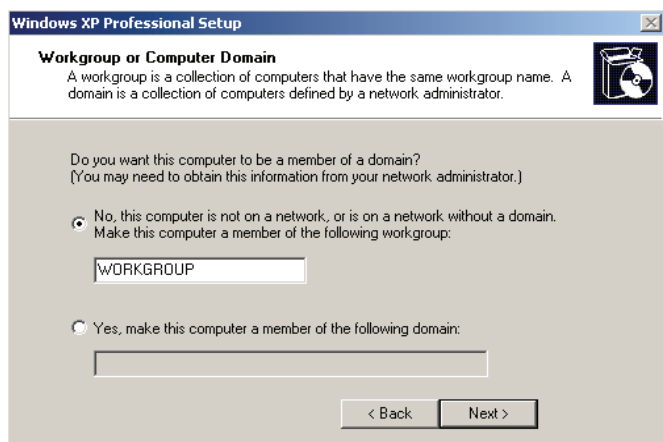 Windows XP Professional Setup
Workgroup or Computer Domain
A workgroup is a collection of computers that have the same workgroup name. A
domain is a collection of computers defined by a network administrator.
Do you want this computer to be a member of a domain?
(You may need to obtain this information from your network administrator.)
No, this computer is not on a network, or is on a network without a domain.
Make this computer a member of the following workgroup:
WORKGROUP
Yes, make this computer a member of the following domain:
< Back Next >